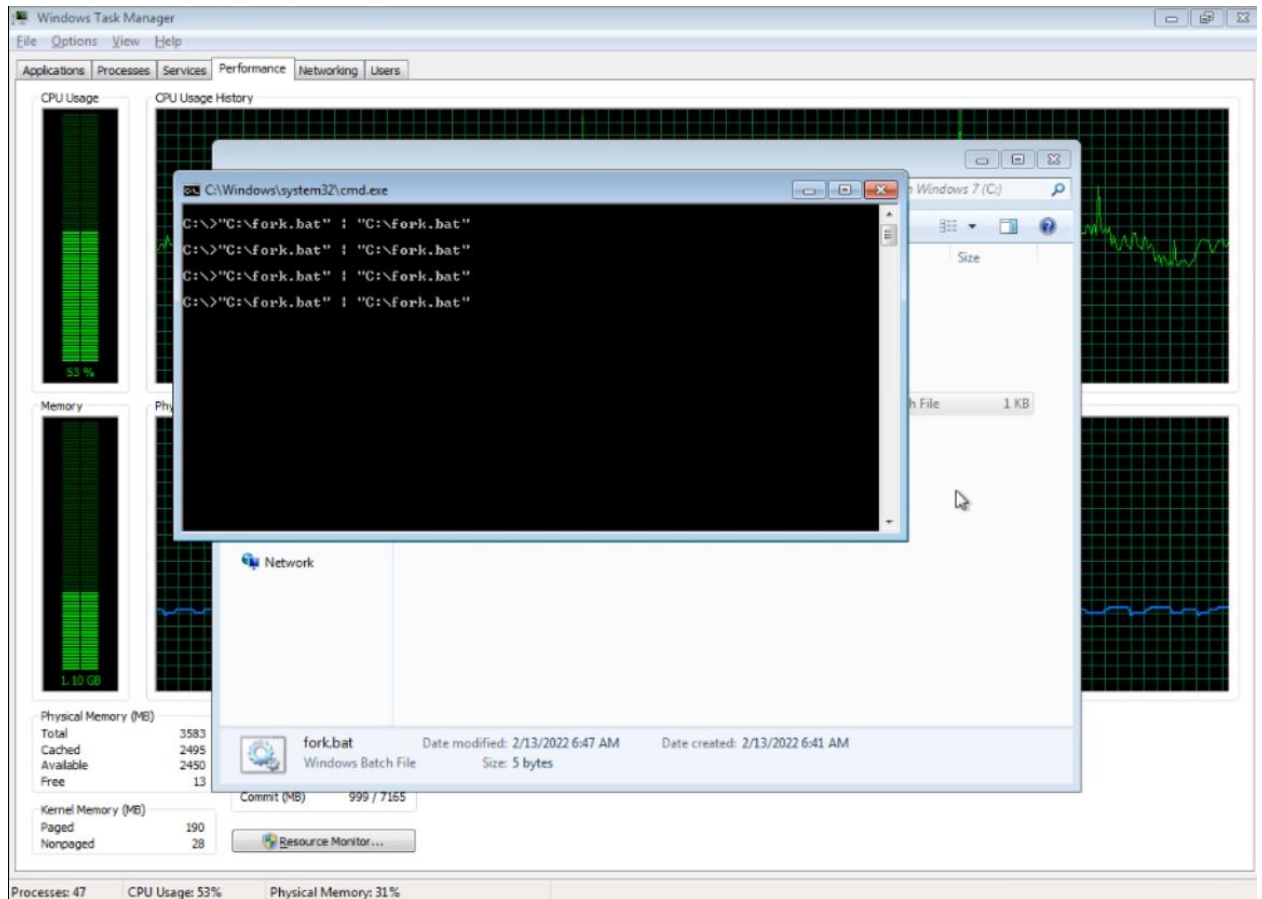 Windows Task Manager
File Options View Help
Applications Processes Services Performance Networking Users
CPU Usage
CPU Usage History
53 %
Memory
1.10 GB
C:\Windows\system32\cmd.exe
C:\>"C:\fork.bat" | "C:\fork.bat"
C:\>"C:\fork.bat" | "C:\fork.bat"
C:\>"C:\fork.bat" | "C:\fork.bat"
C:\>"C:\fork.bat" | "C:\fork.bat"
Windows 7 (C:)
Size
File 1 KB
Network
fork.bat Date modified: 2/13/2022 6:47 AM Date created: 2/13/2022 6:41 AM
Windows Batch File Size: 5 bytes
Physical Memory (MB)
Total 3583
Cached 2495
Available 2450
Free 13
Commit (MB) 999 / 7165
Kernel Memory (MB)
Paged 190
Nonpaged 28
Resource Monitor...
Processes: 47 CPU Usage: 53% Physical Memory: 31%